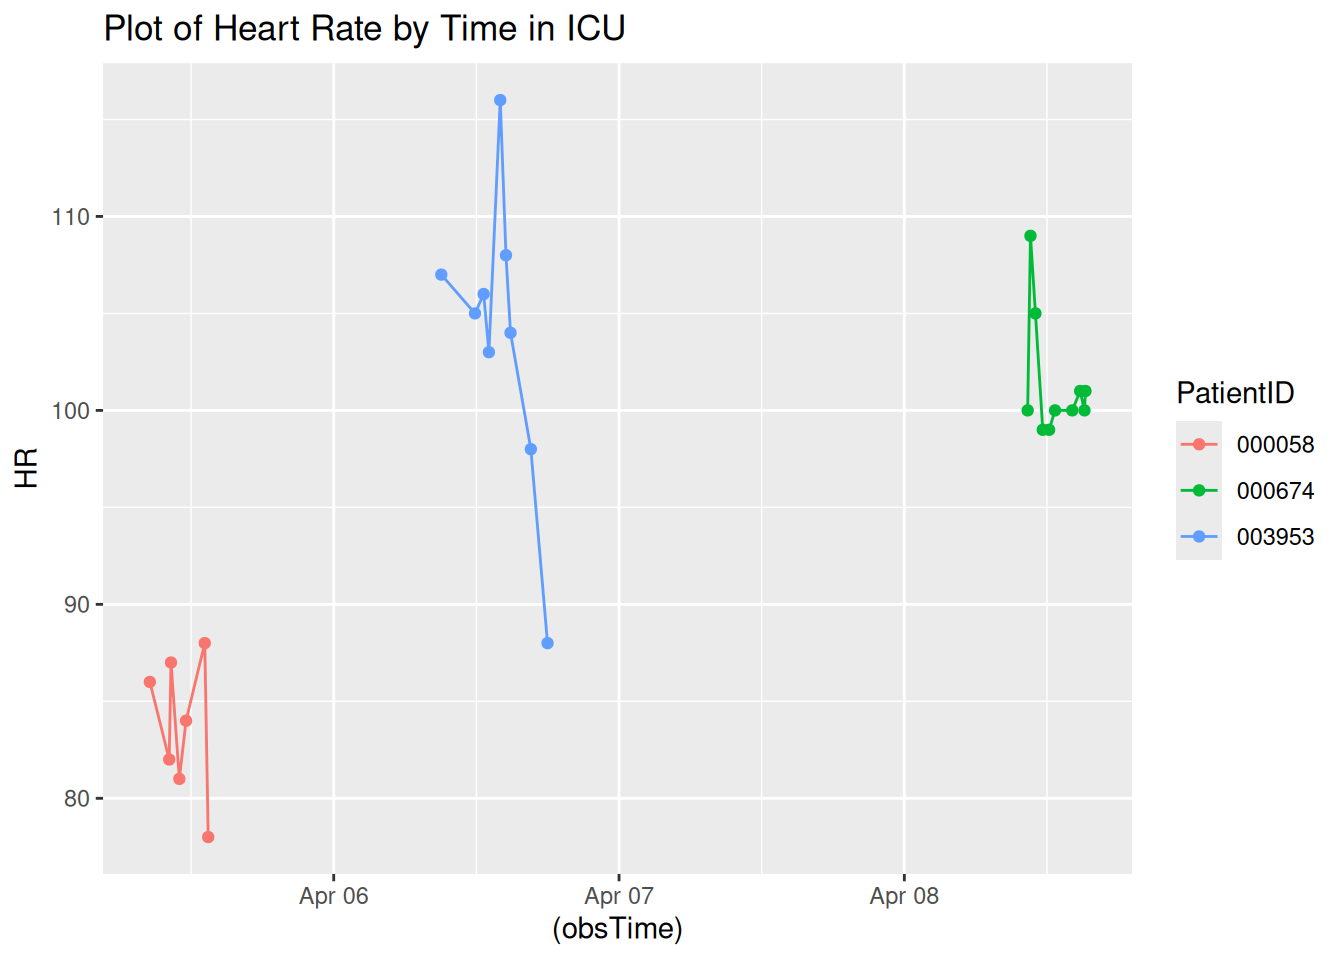 Plot of Heart Rate by Time in ICU
110
100
90
80
HR
Apr 06
Apr 07
Apr 08
(obsTime)
PatientID
000058
000674
003953